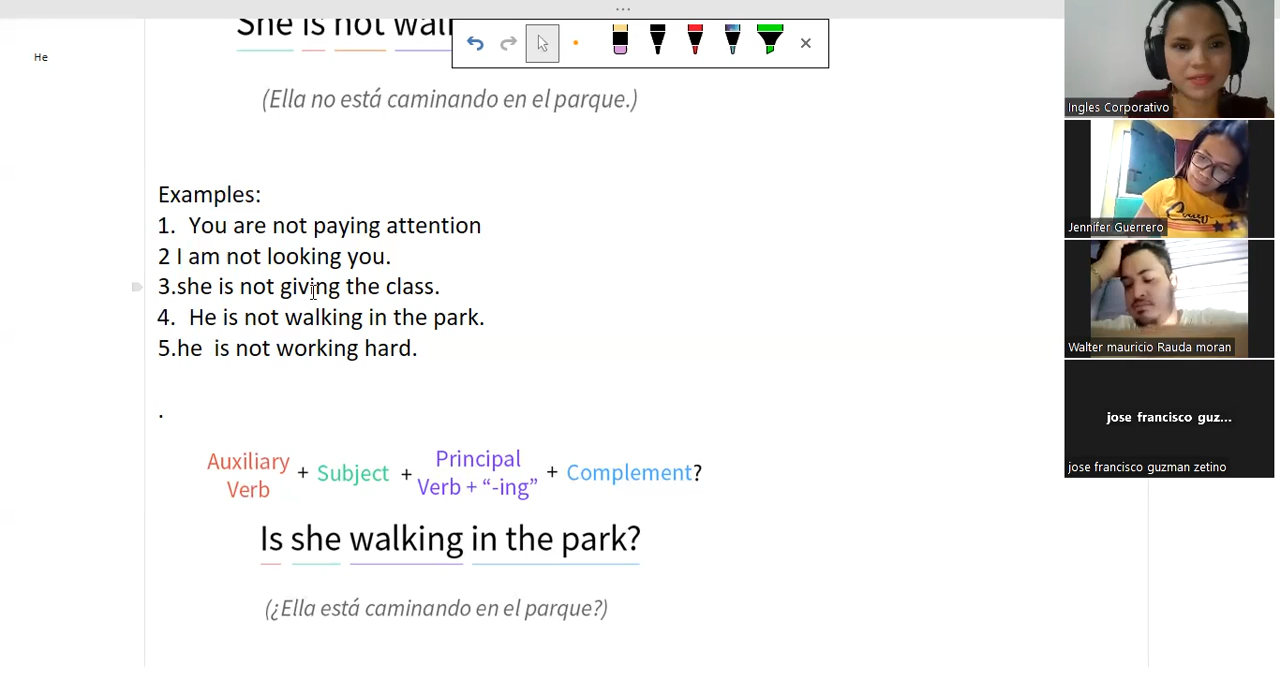 She is not wal
He
(Ella no está caminando en el parque.)
Examples:
1. You are not paying attention
2 I am not looking you.
3.she is not giving the class.
4. He is not walking in the park.
5.he is not working hard.
.
Auxiliary Verb + Subject + Principal Verb + “-ing” + Complement?
Is she walking in the park?
(¿Ella está caminando en el parque?)
Ingles Corporativo
Jennifer Guerrero
Walter mauricio Rauda moran
jose francisco guz...
jose francisco guzman zetino